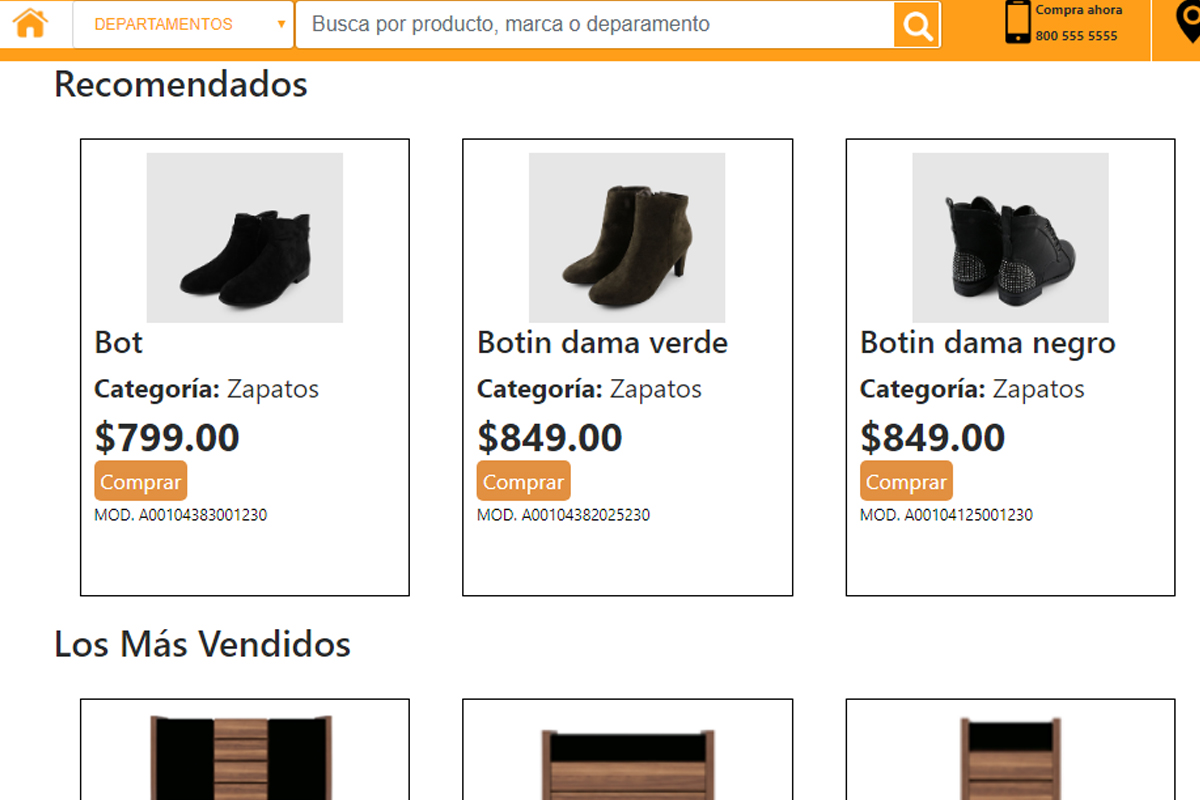 DEPARTAMENTOS
Busca por producto, marca o deparamento
Compra ahora
800 555 5555
Recomendados
Bot
Categoría: Zapatos
$799.00
Comprar
MOD. A00104383001230
Botin dama verde
Categoría: Zapatos
$849.00
Comprar
MOD. A00104382025230
Botin dama negro
Categoría: Zapatos
$849.00
Comprar
MOD. A00104125001230
Los Más Vendidos